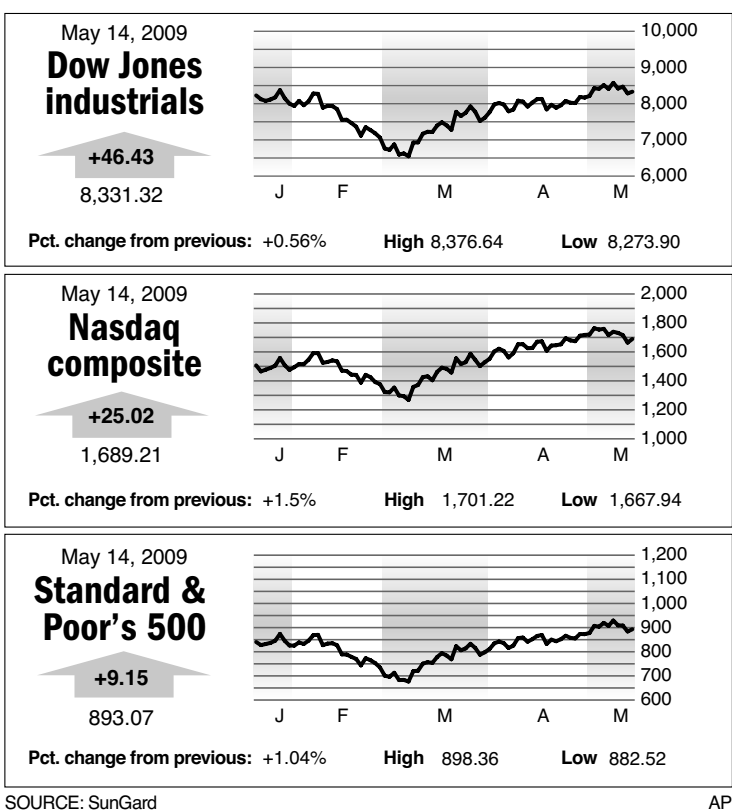 May 14, 2009
Dow Jones
industrials
+46.43
8,331.32
10,000
9,000
8,000
7,000
6,000
J F M A M
Pct. change from previous: +0.56% High 8,376.64 Low 8,273.90
May 14, 2009
Nasdaq
composite
+25.02
1,689.21
2,000
1,800
1,600
1,400
1,200
1,000
J F M A M
Pct. change from previous: +1.5% High 1,701.22 Low 1,667.94
May 14, 2009
Standard &
Poor's 500
+9.15
893.07
1,200
1,100
1,000
900
800
700
600
J F M A M
Pct. change from previous: +1.04% High 898.36 Low 882.52
SOURCE: SunGard AP